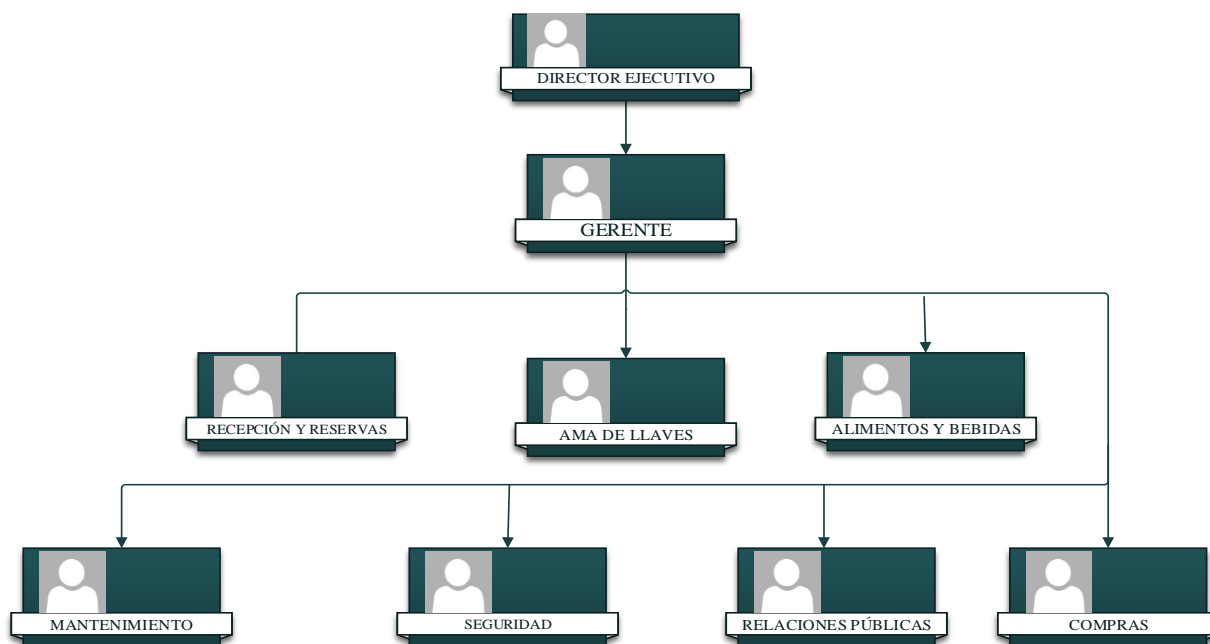 DIRECTOR EJECUTIVO
GERENTE
RECEPCIÓN Y RESERVAS
AMA DE LLAVES
ALIMENTOS Y BEBIDAS
MANTENIMIENTO
SEGURIDAD
RELACIONES PÚBLICAS
COMPRAS